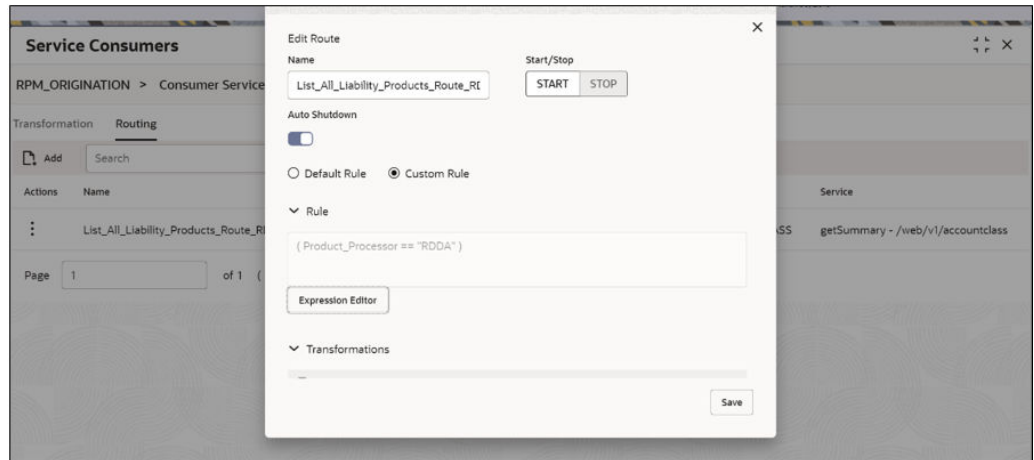 Service Consumers
RPM_ORIGINATION > Consumer Service
Transformation Routing
Add Search
Actions Name Service
List_All_Liability_Products_Route_RI ASS getSummary - /web/v1/accountclass
Page 1 of 1 (
Edit Route
Name Start/Stop
List_All_Liability_Products_Route_RI START STOP
Auto Shutdown
Default Rule Custom Rule
Rule
( Product_Processor == "RDDA" )
Expression Editor
Transformations
Save